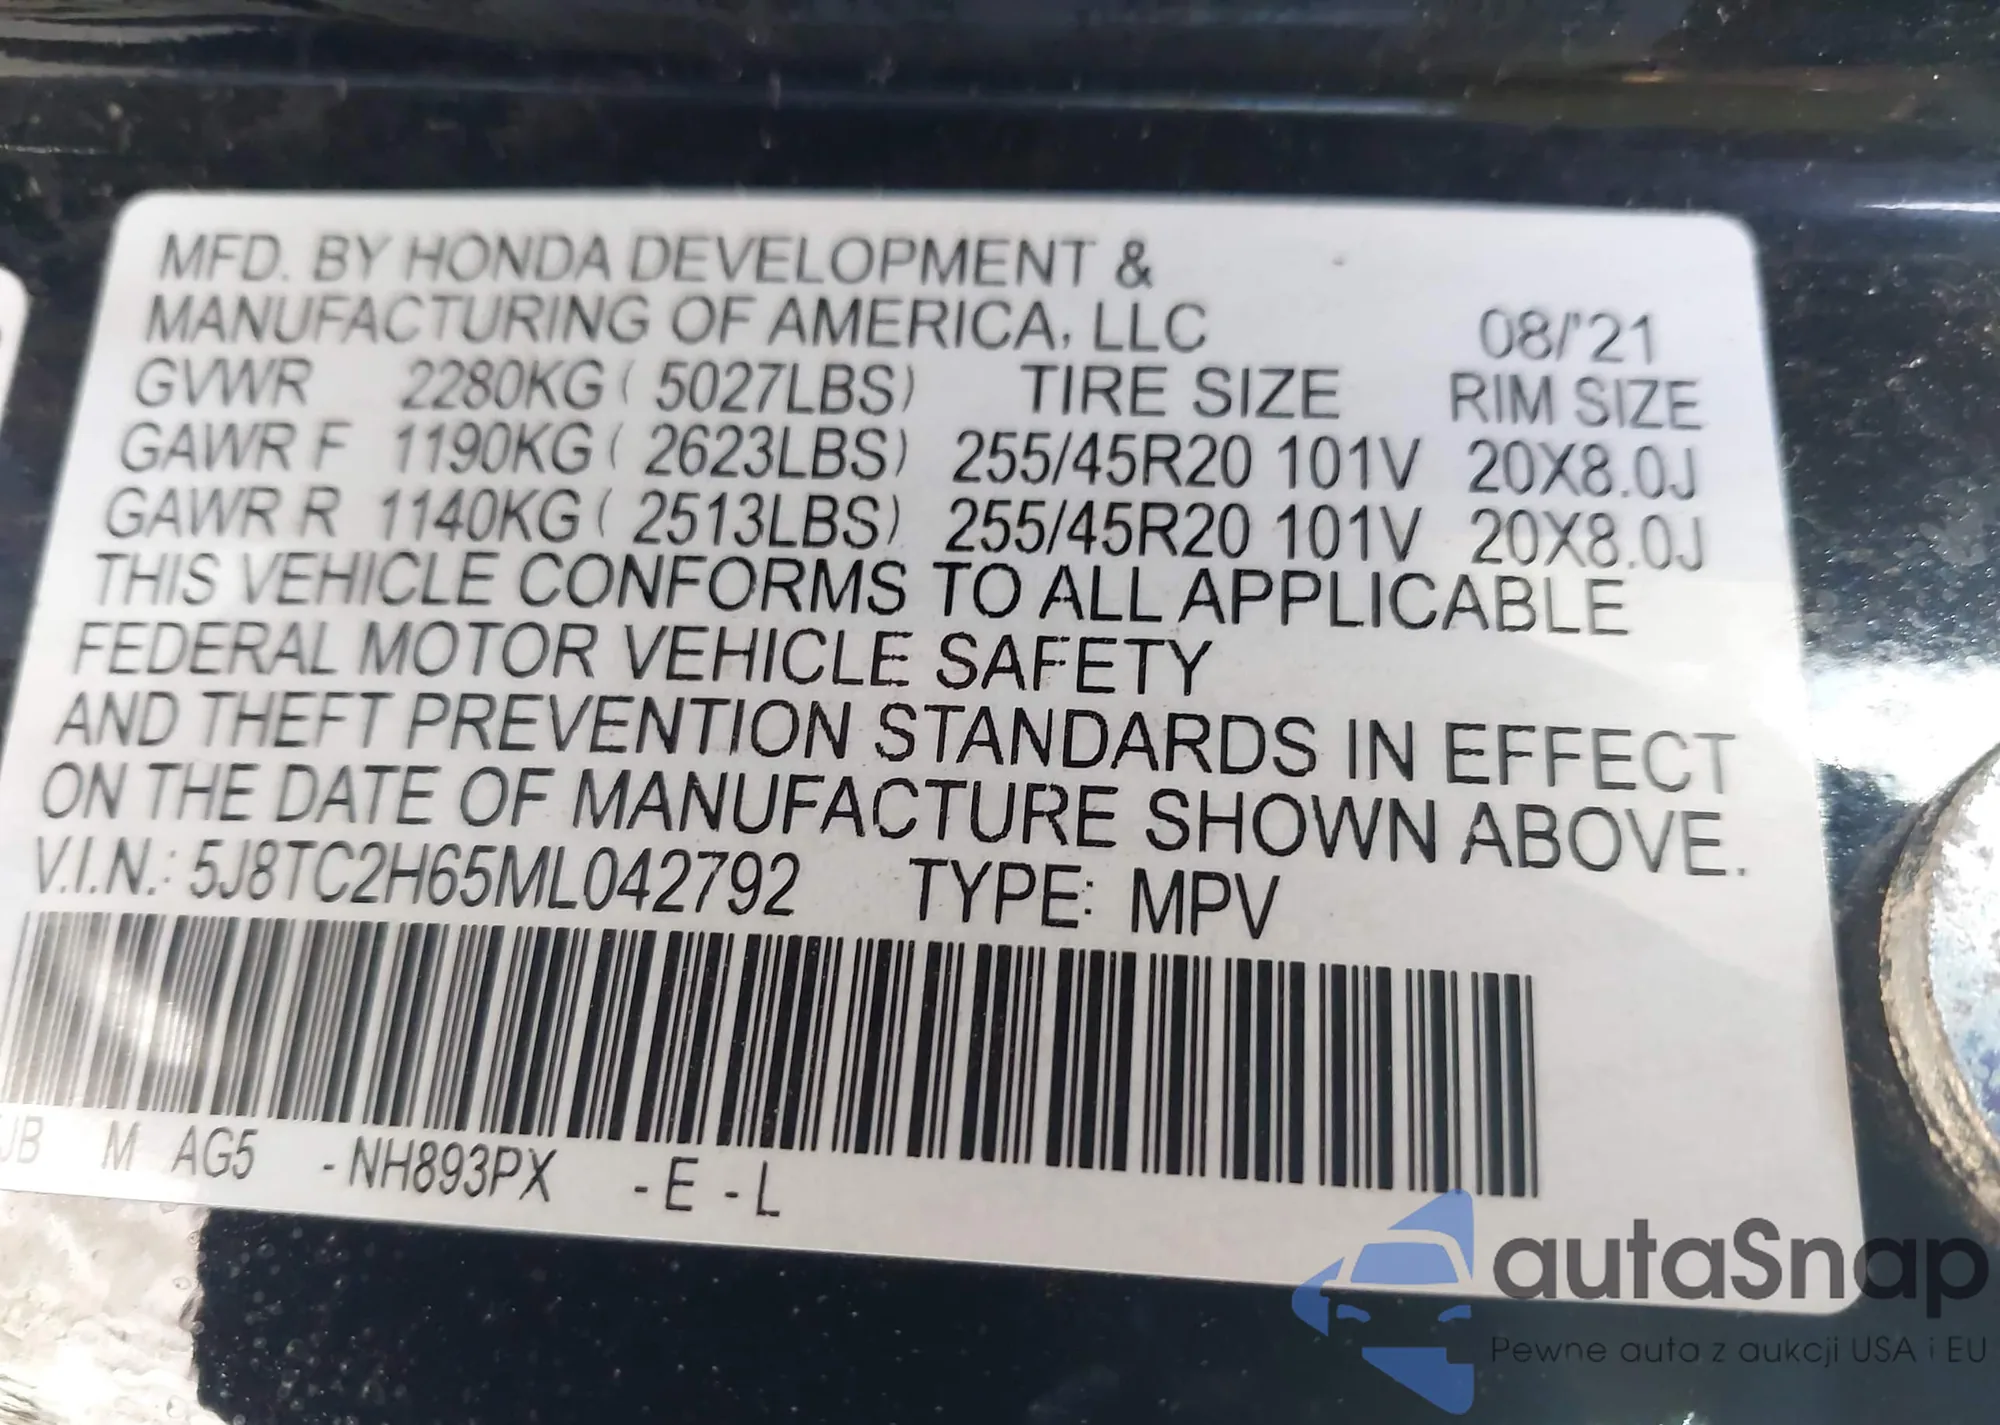 MFD. BY HONDA DEVELOPMENT &
MANUFACTURING OF AMERICA, LLC 08/'21
GVWR 2280KG ( 5027LBS) TIRE SIZE RIM SIZE
GAWR F 1190KG ( 2623LBS) 255/45R20 101V 20X8.0J
GAWR R 1140KG ( 2513LBS) 255/45R20 101V 20X8.0J
THIS VEHICLE CONFORMS TO ALL APPLICABLE
FEDERAL MOTOR VEHICLE SAFETY
AND THEFT PREVENTION STANDARDS IN EFFECT
ON THE DATE OF MANUFACTURE SHOWN ABOVE.
V.I.N.: 5J8TC2H65ML042792 TYPE: MPV
M AG5 -NH893PX -E -L
autaSnap
Pewne auta z aukcji USA i EU